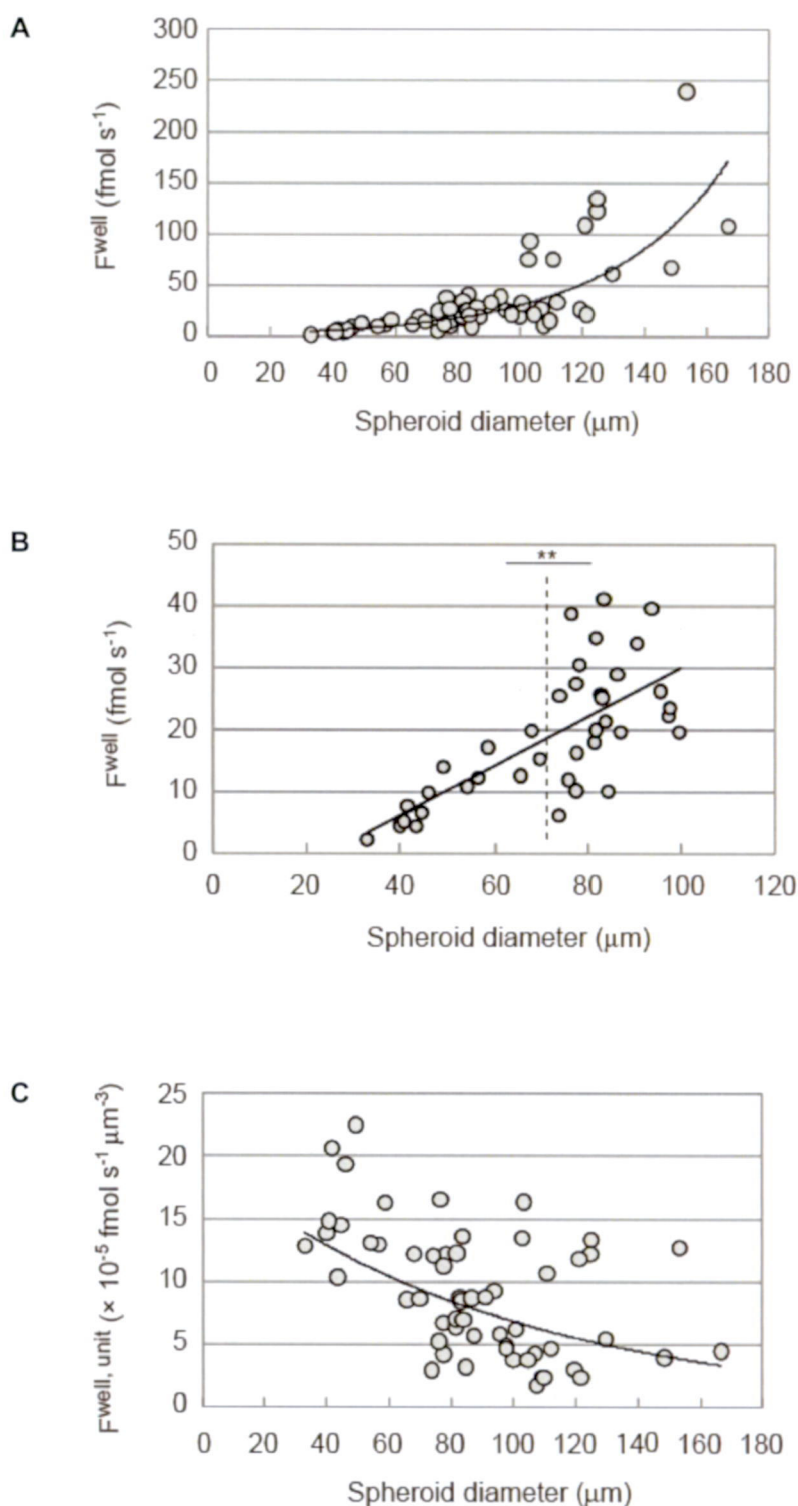 A
300
250
200
150
100
50
0
Fwell (fmol s-1)
0 20 40 60 80 100 120 140 160 180
Spheroid diameter (μm)
B
50
40
30
20
10
0
Fwell (fmol s-1)
**
0 20 40 60 80 100 120
Spheroid diameter (μm)
C
25
20
15
10
5
0
Fwell, unit (× 10-5 fmol s-1 μm-3)
0 20 40 60 80 100 120 140 160 180
Spheroid diameter (μm)